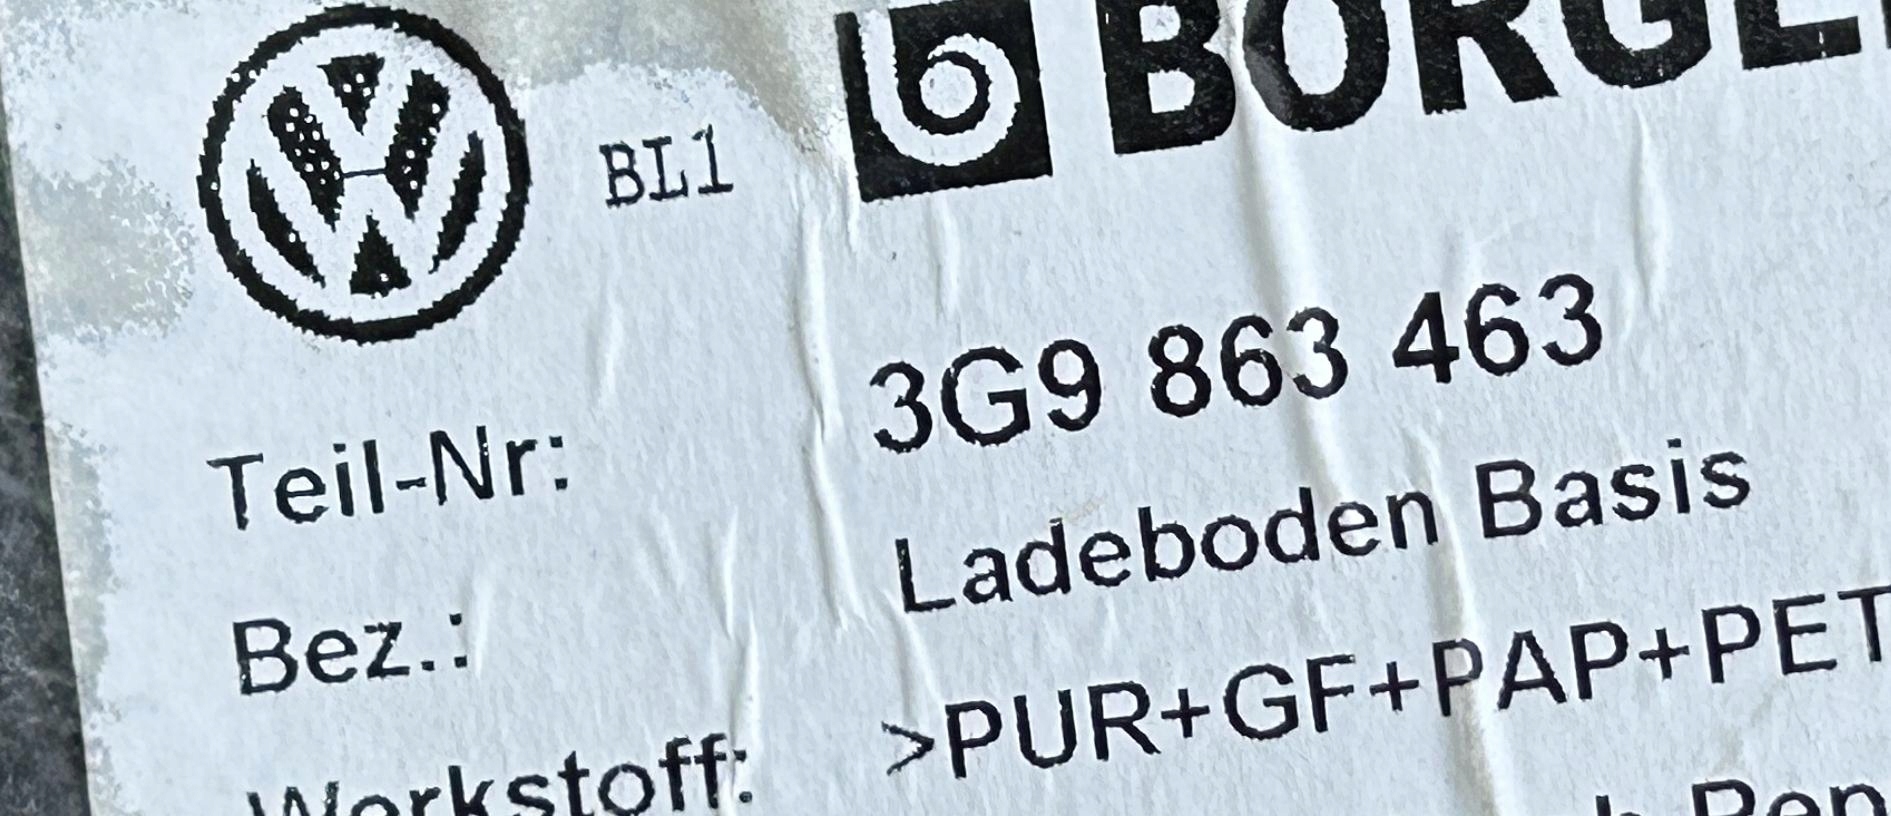 BL1
3G9 863 463
Teil-Nr:
Ladeboden Basis
Bez.:
>PUR+GF+PAP+PET
Werkstoff: